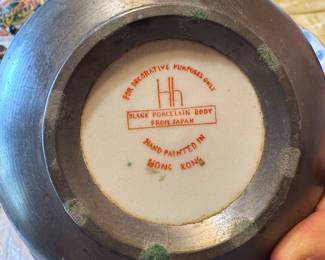 FOR DECORATIVE PURPOSES ONLY
Hh
BLANK PORCELAIN BODY
FROM JAPAN
HAND PAINTED IN
HONG KONG